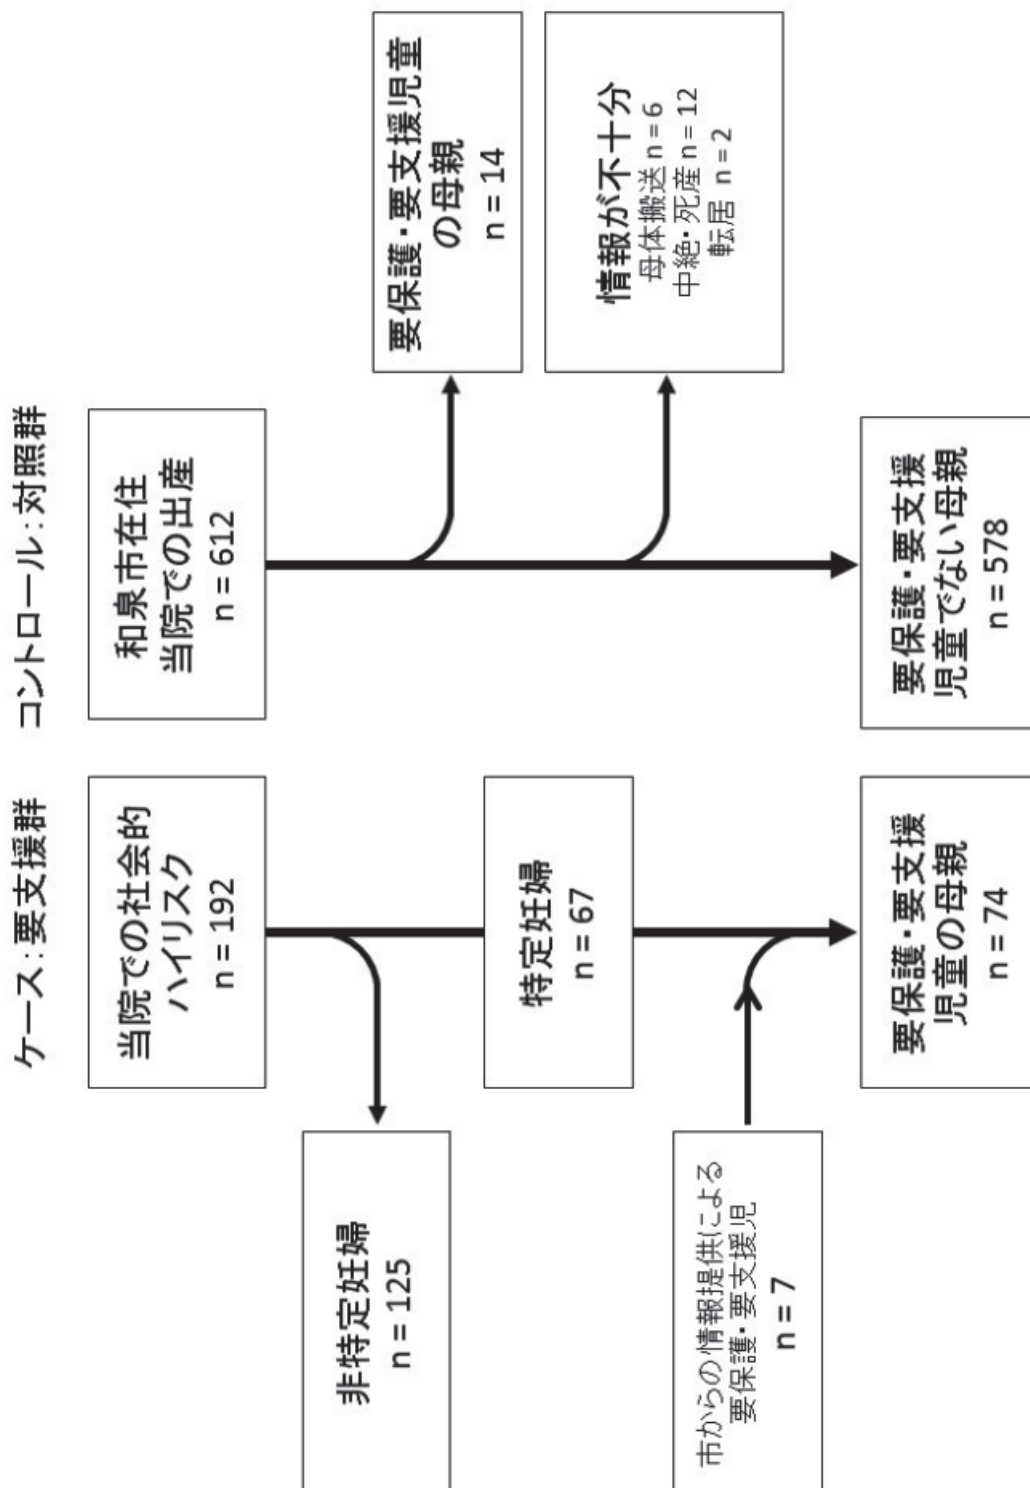 ケース：要支援群
当院での社会的
ハイリスク
n = 192
非特定妊婦
n = 125
特定妊婦
n = 67
市からの情報提供による
要保護・要支援児
n = 7
要保護・要支援
児童の母親
n = 74
コントロール：対照群
和泉市在住
当院での出産
n = 612
要保護・要支援児童
の母親
n = 14
情報が不十分
母体搬送 n = 6
中絶・死産 n = 12
転居 n = 2
要保護・要支援
児童でない母親
n = 578